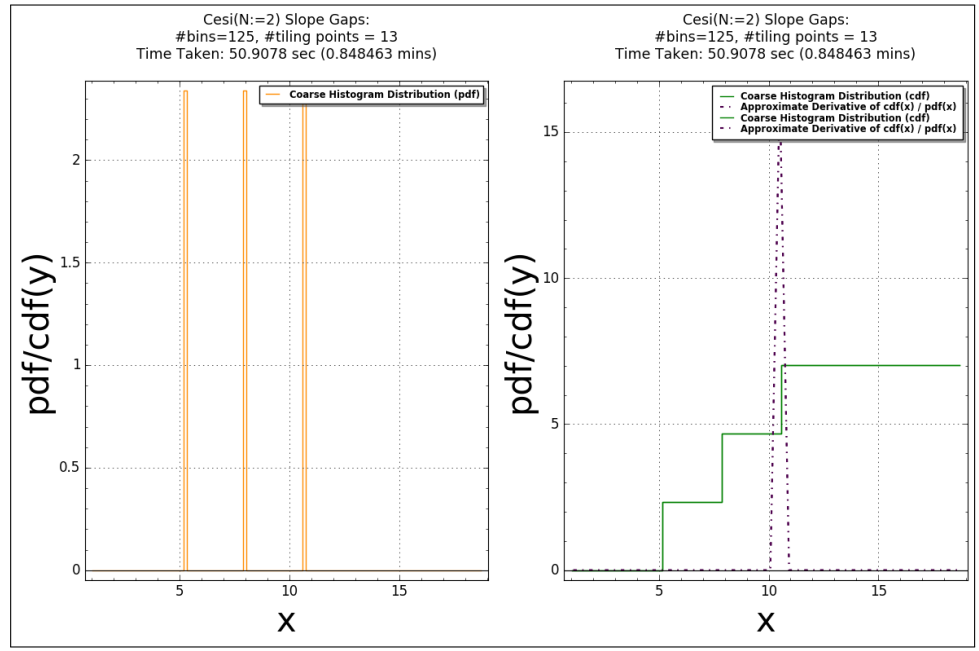 Cesi(N:=2) Slope Gaps:
#bins=125, #tiling points = 13
Time Taken: 50.9078 sec (0.848463 mins)
Coarse Histogram Distribution (pdf)
pdf/cdf(y)
2
1.5
1
0.5
0
5
10
15
x
Cesi(N:=2) Slope Gaps:
#bins=125, #tiling points = 13
Time Taken: 50.9078 sec (0.848463 mins)
Coarse Histogram Distribution (cdf)
Approximate Derivative of cdf(x) / pdf(x)
Coarse Histogram Distribution (cdf)
Approximate Derivative of cdf(x) / pdf(x)
pdf/cdf(y)
15
10
5
0
5
10
15
x